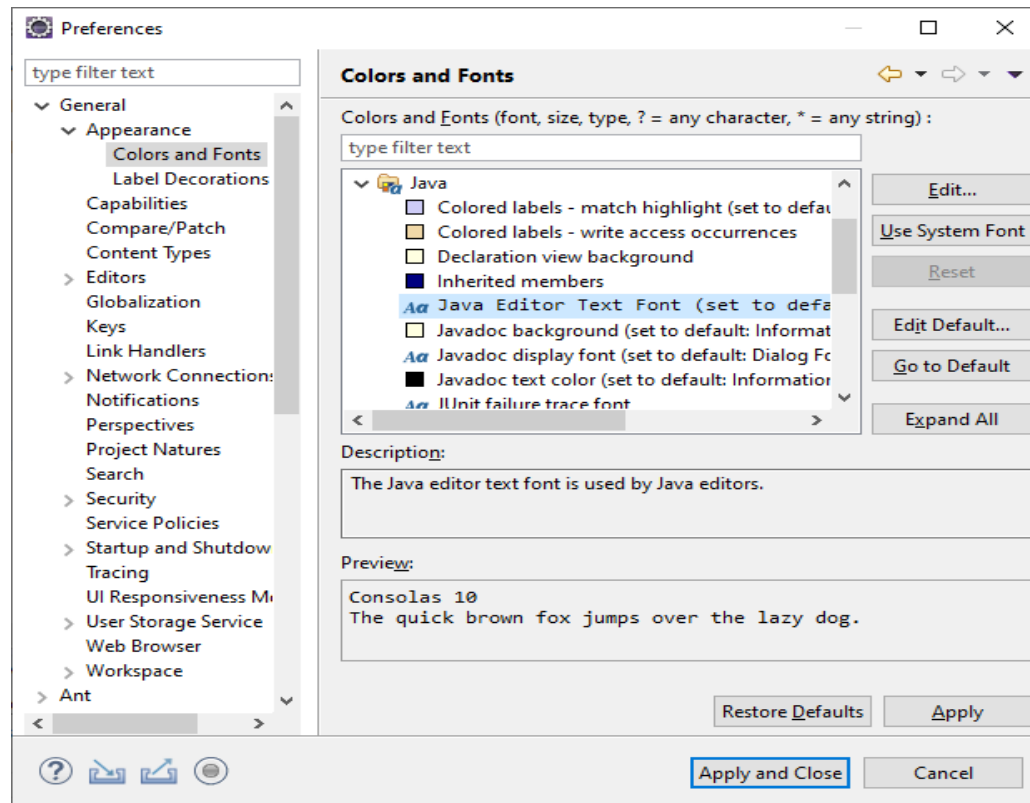 Preferences
type filter text
General
Appearance
Colors and Fonts
Label Decorations
Capabilities
Compare/Patch
Content Types
Editors
Globalization
Keys
Link Handlers
Network Connections
Notifications
Perspectives
Project Natures
Search
Security
Service Policies
Startup and Shutdow
Tracing
UI Responsiveness Mo
User Storage Service
Web Browser
Workspace
Ant
Colors and Fonts
Colors and Fonts (font, size, type, ? = any character, * = any string) :
type filter text
Java
Colored labels - match highlight (set to defau
Colored labels - write access occurrences
Declaration view background
Inherited members
Java Editor Text Font (set to defa
Javadoc background (set to default: Informat
Javadoc display font (set to default: Dialog Fo
Javadoc text color (set to default: Information
JUnit failure trace font
Edit...
Use System Font
Reset
Edit Default...
Go to Default
Expand All
Description:
The Java editor text font is used by Java editors.
Preview:
Consolas 10
The quick brown fox jumps over the lazy dog.
Restore Defaults
Apply
Apply and Close
Cancel